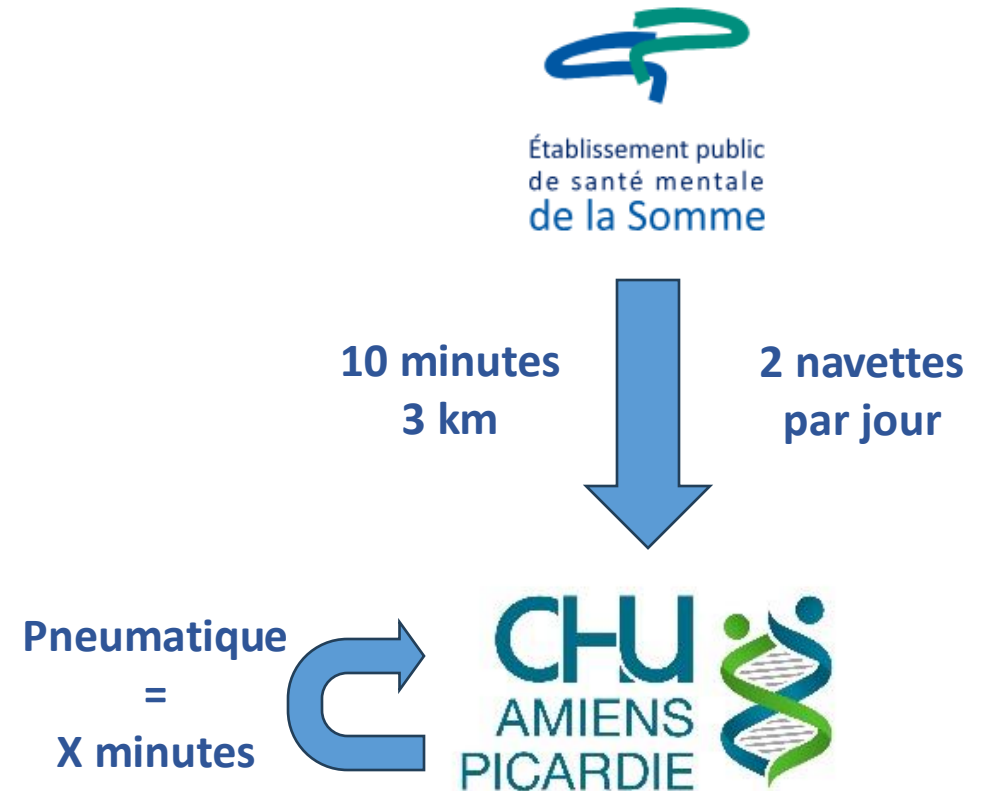 Établissement public
de santé mentale
de la Somme
10 minutes
3 km
2 navettes
par jour
Pneumatique
=
X minutes
CHU
AMIENS
PICARDIE